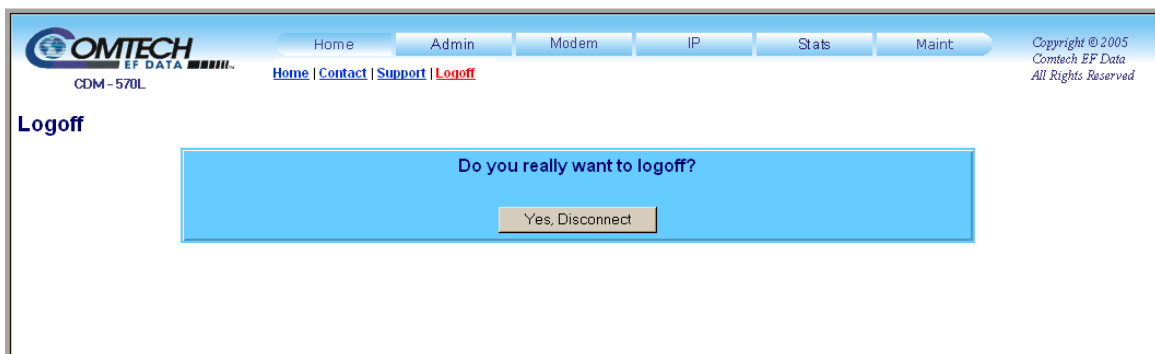 COMTECH
EF DATA
CDM - 570L
Home Admin Modem IP Stats Maint
Home | Contact | Support | Logoff
Copyright © 2005
Comtech EF Data
All Rights Reserved
Logoff
Do you really want to logoff?
Yes, Disconnect